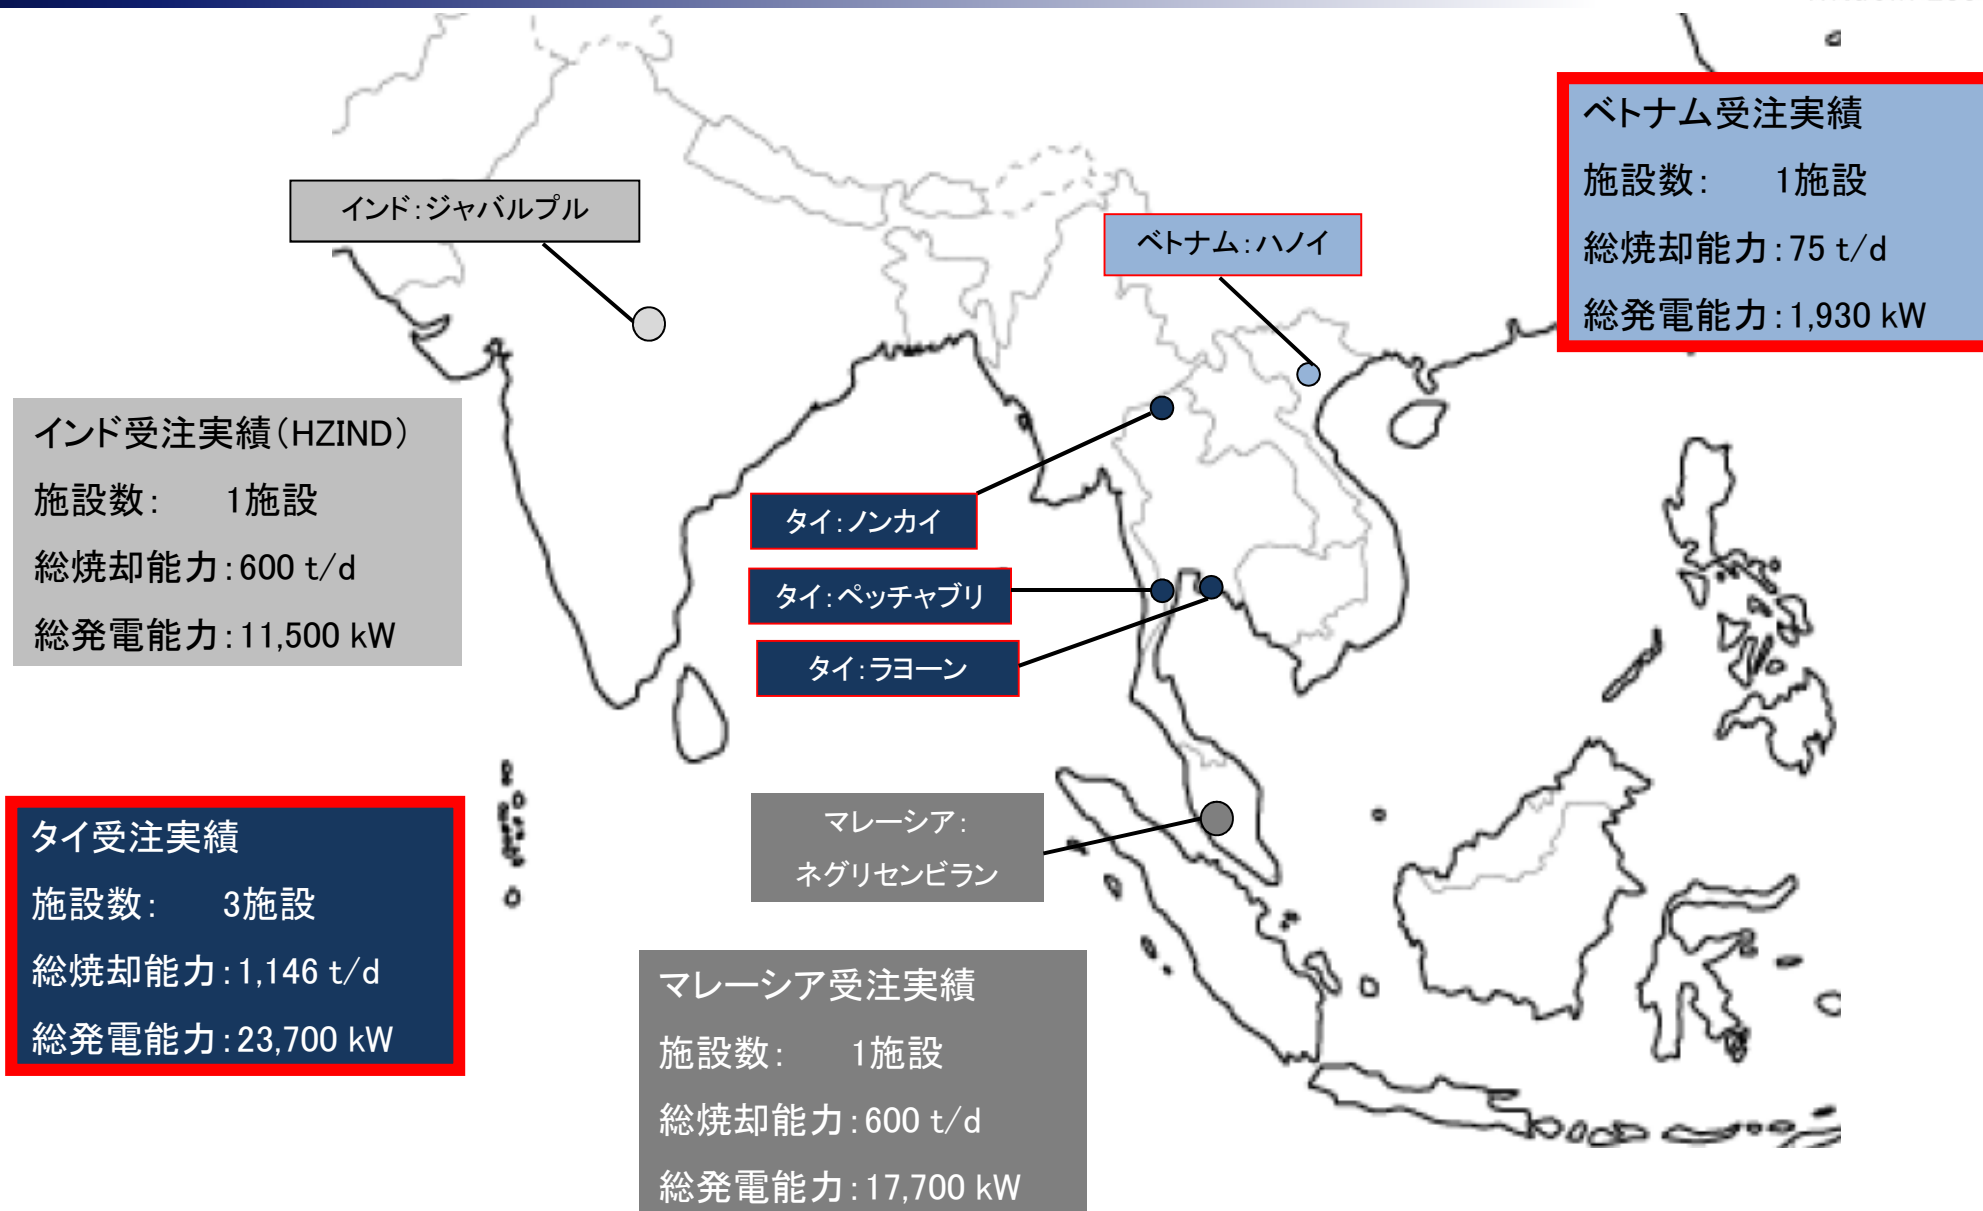 インド：ジャバルプル
ベトナム受注実績
施設数：　1施設
総焼却能力：75 t/d
総発電能力：1,930 kW
ベトナム：ハノイ
インド受注実績（HZIND）
施設数：　1施設
総焼却能力：600 t/d
総発電能力：11,500 kW
タイ：ノンカイ
タイ：ペッチャブリ
タイ：ラヨーン
タイ受注実績
施設数：　3施設
総焼却能力：1,146 t/d
総発電能力：23,700 kW
マレーシア：
ネグリセンビラン
マレーシア受注実績
施設数：　1施設
総焼却能力：600 t/d
総発電能力：17,700 kW